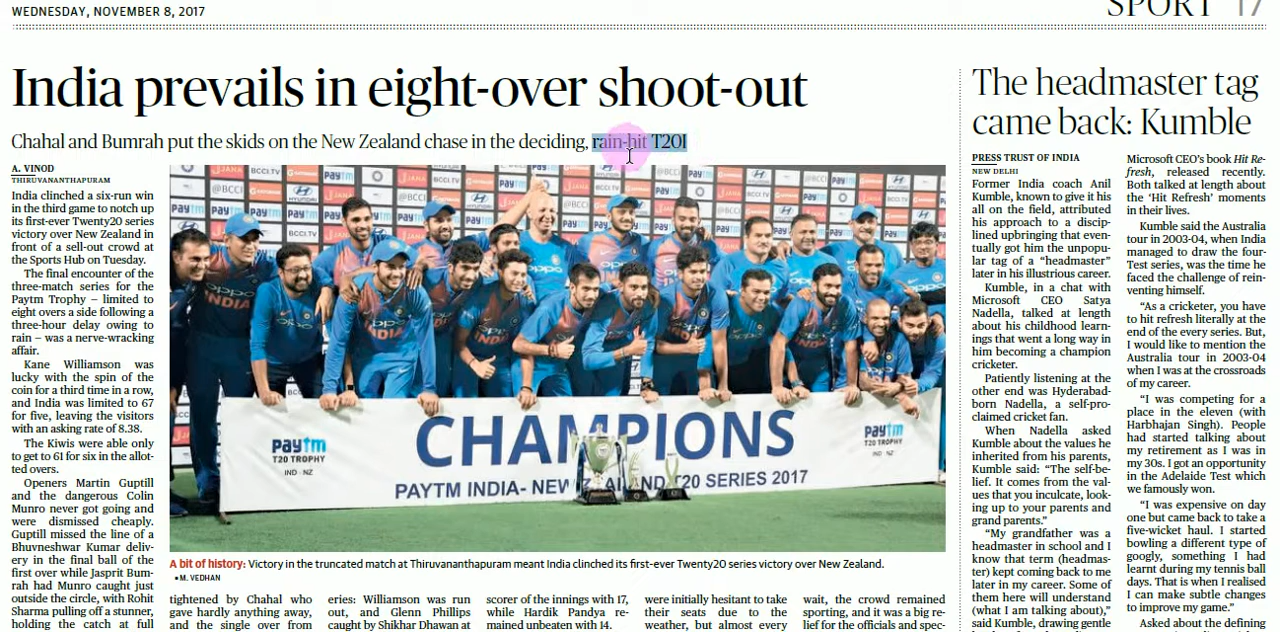 WEDNESDAY, NOVEMBER 8, 2017
SPORT 17
India prevails in eight-over shoot-out
Chahal and Bumrah put the skids on the New Zealand chase in the deciding, rain-hit T20I
A. VINOD
THIRUVANANTHAPURAM
India clinched a six-run win
in the third game to notch up
its first-ever Twenty20 series
victory over New Zealand in
front of a sell-out crowd at
the Sports Hub on Tuesday.
The final encounter of the
three-match series for the
Paytm Trophy – limited to
eight overs a side following a
three-hour delay owing to
rain – was a nerve-wracking
affair.
Kane Williamson was
lucky with the spin of the
coin for a third time in a row,
and India was limited to 67
for five, leaving the visitors
with an asking rate of 8.38.
The Kiwis were able only
to get to 61 for six in the allot-
ted overs.
Openers Martin Guptill
and the dangerous Colin
Munro never got going and
were dismissed cheaply.
Guptill missed the line of a
Bhuvneshwar Kumar deliv-
ery in the final ball of the
first over while Jasprit Bum-
rah had Munro caught just
outside the circle, with Rohit
Sharma pulling off a stunner,
holding the catch at full
CHAMPIONS
paytm
T20 TROPHY
IND NZ
paytm
T20 TROPHY
IND NZ
PAYTM INDIA- NEW ZEALAND T20 SERIES 2017
A bit of history: Victory in the truncated match at Thiruvananthapuram meant India clinched its first-ever Twenty20 series victory over New Zealand.
• M. VEDHAN
tightened by Chahal who
gave hardly anything away,
and the single over from
eries: Williamson was run
out, and Glenn Phillips
caught by Shikhar Dhawan at
scorer of the innings with 17,
while Hardik Pandya re-
mained unbeaten with 14.
were initially hesitant to take
their seats due to the
weather, but almost every
wait, the crowd remained
sporting, and it was a big re-
lief for the officials and spec-
The headmaster tag
came back: Kumble
PRESS TRUST OF INDIA
NEW DELHI
Former India coach Anil
Kumble, known to give it his
all on the field, attributed
his approach to a discip-
lined upbringing that even-
tually got him the unpopu-
lar tag of a “headmaster”
later in his illustrious career.
Kumble, in a chat with
Microsoft CEO Satya
Nadella, talked at length
about his childhood learn-
ings that went a long way in
him becoming a champion
cricketer.
Patiently listening at the
other end was Hyderabad-
born Nadella, a self-pro-
claimed cricket fan.
When Nadella asked
Kumble about the values he
inherited from his parents,
Kumble said: “The self-be-
lief. It comes from the val-
ues that you inculcate, look-
ing up to your parents and
grand parents.”
“My grandfather was a
headmaster in school and I
know that term (headmas-
ter) kept coming back to me
later in my career. Some of
them here will understand
(what I am talking about),”
said Kumble, drawing gentle
Microsoft CEO’s book Hit Re-
fresh, released recently.
Both talked at length about
the ‘Hit Refresh’ moments
in their lives.
Kumble said the Australia
tour in 2003-04, when India
managed to draw the four-
Test series, was the time he
faced the challenge of rein-
venting himself.
“As a cricketer, you have
to hit refresh literally at the
end of the every series. But,
I would like to mention the
Australia tour in 2003-04
when I was at the crossroads
of my career.
“I was competing for a
place in the eleven (with
Harbhajan Singh). People
had started talking about
my retirement as I was in
my 30s. I got an opportunity
in the Adelaide Test which
we famously won.
“I was expensive on day
one but came back to take a
five-wicket haul. I started
bowling a different type of
googly, something I had
learnt during my tennis ball
days. That is when I realised
I can make subtle changes
to improve my game.”
Asked about the defining